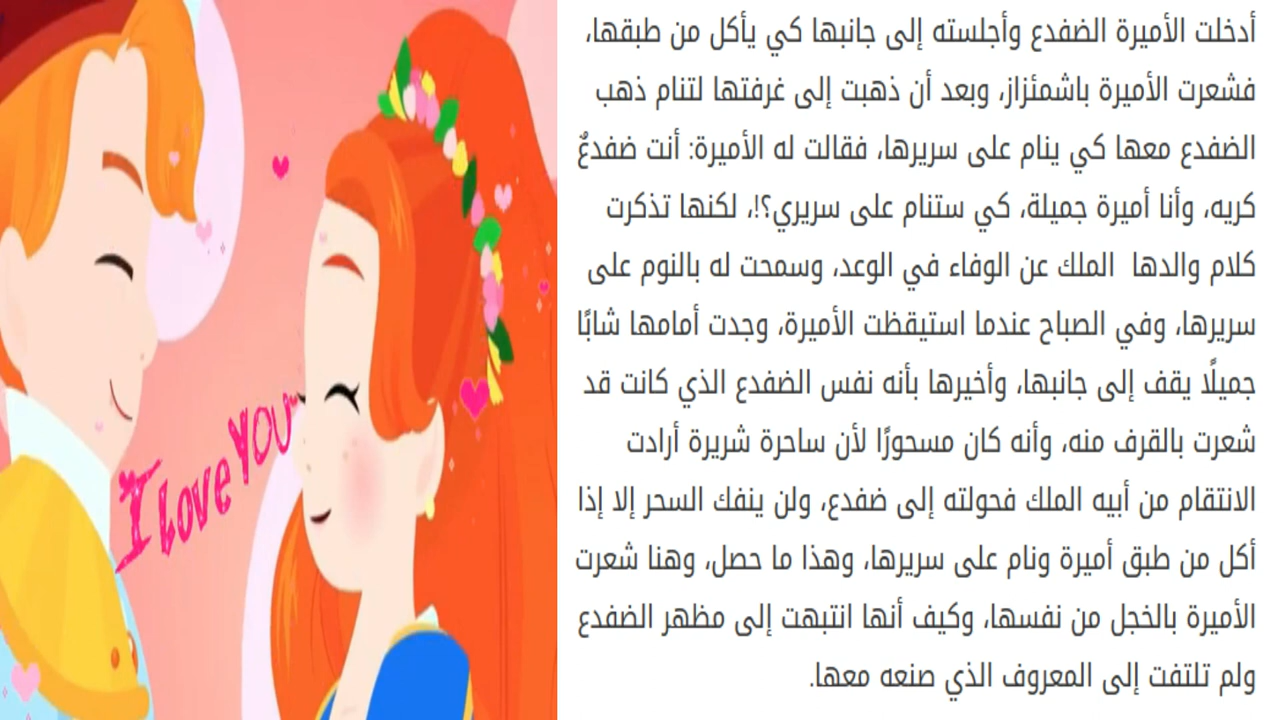 I Love YOU
أدخلت الأميرة الضفدع وأجلسته إلى جانبها كي يأكل من طبقها،
فشعرت الأميرة باشمئزاز، وبعد أن ذهبت إلى غرفتها لتنام ذهب
الضفدع معها كي ينام على سريرها، فقالت له الأميرة: أنت ضفدعٌ
كريه، وأنا أميرة جميلة، كي ستنام على سريري؟!، لكنها تذكرت
كلام والدها الملك عن الوفاء في الوعد، وسمحت له بالنوم على
سريرها، وفي الصباح عندما استيقظت الأميرة، وجدت أمامها شابًا
جميلًا يقف إلى جانبها، وأخيرها بأنه نفس الضفدع الذي كانت قد
شعرت بالقرف منه، وأنه كان مسحورًا لأن ساحرة شريرة أرادت
الانتقام من أبيه الملك فحولته إلى ضفدع، ولن ينفك السحر إلا إذا
أكل من طبق أميرة ونام على سريرها، وهذا ما حصل، وهنا شعرت
الأميرة بالخجل من نفسها، وكيف أنها انتبهت إلى مظهر الضفدع
ولم تلتفت إلى المعروف الذي صنعه معها.